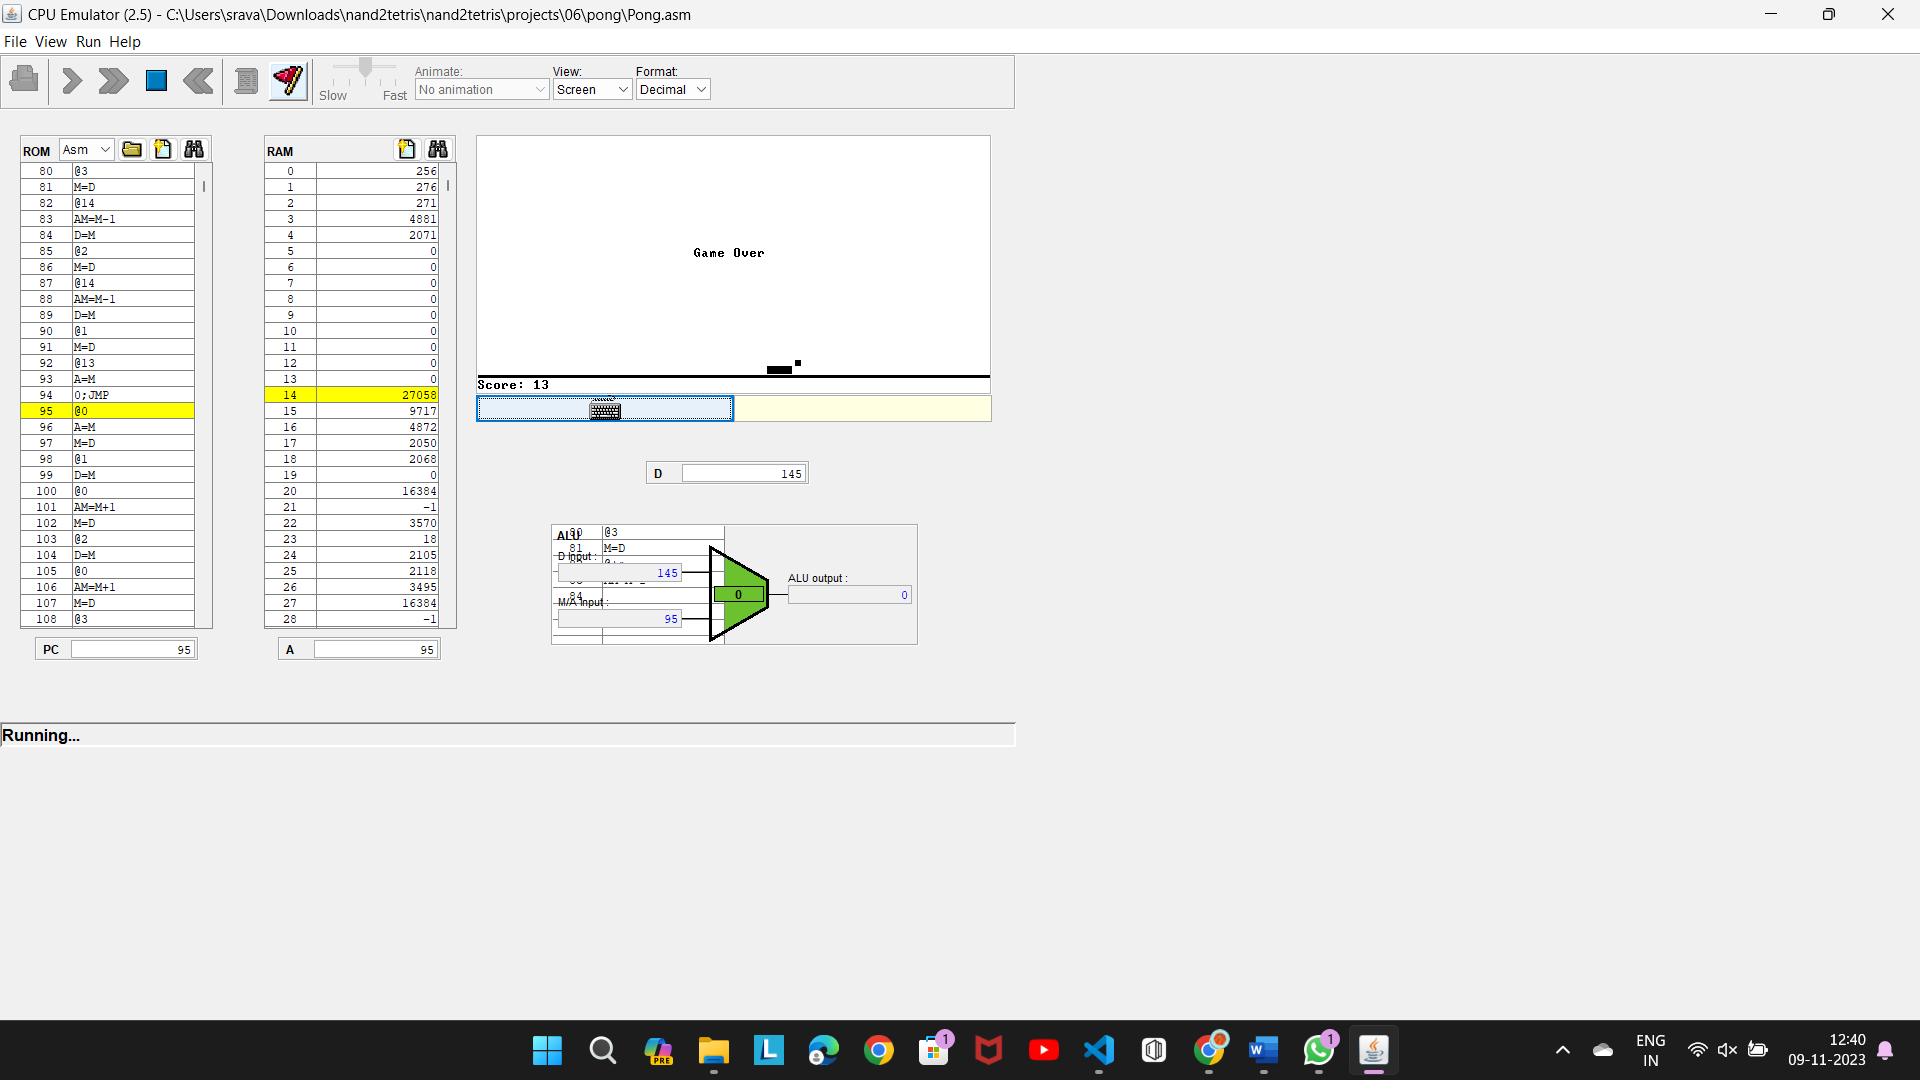 CPU Emulator (2.5) - C:\Users\srava\Downloads\nand2tetris\nand2tetris\projects\06\pong\Pong.asm
File View Run Help
Animate: View: Format:
No animation Screen Decimal
Slow Fast
ROM Asm
80 @3
81 M=D
82 @14
83 AM=M-1
84 D=M
85 @2
86 M=D
87 @14
88 AM=M-1
89 D=M
90 @1
91 M=D
92 @13
93 A=M
94 0;JMP
95 @0
96 A=M
97 M=D
98 @1
99 D=M
100 @0
101 AM=M+1
102 M=D
103 @2
104 D=M
105 @0
106 AM=M+1
107 M=D
108 @3
PC 95
RAM
0 256
1 276
2 271
3 4881
4 2071
5 0
6 0
7 0
8 0
9 0
10 0
11 0
12 0
13 0
14 27058
15 9717
16 4872
17 2050
18 2068
19 0
20 16384
21 -1
22 3570
23 18
24 2105
25 2118
26 3495
27 16384
28 -1
A 95
Game Over
Score: 13
D 145
ALU
@3
81 M=D
D Input :
145
84
M/A Input :
95
0
ALU output :
0
Running...
PRE
L
1
W
1
ENG
IN
12:40
09-11-2023